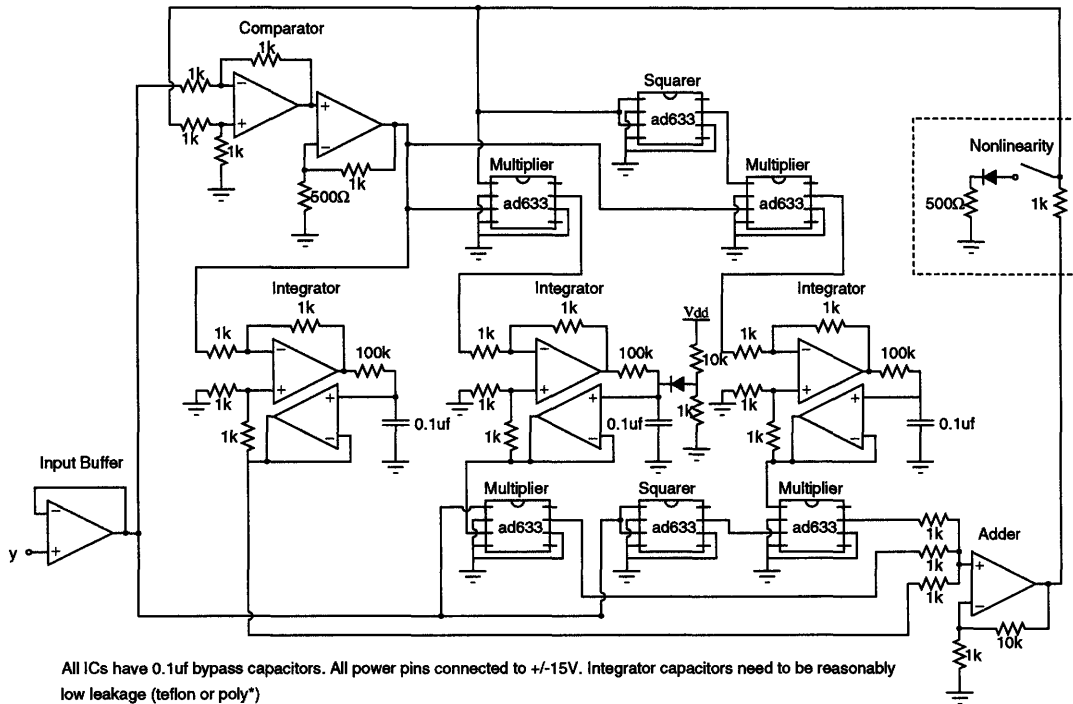 Comparator
1k
1k
1k
1k
1k
500Ω
Squarer
ad633
Multiplier
ad633
Multiplier
ad633
Nonlinearity
500Ω
1k
Integrator
1k
1k
100k
1k
1k
0.1uf
Integrator
1k
1k
100k
1k
1k
0.1uf
Vdd
10k
1k
Integrator
1k
1k
100k
1k
1k
0.1uf
Input Buffer
y
Multiplier
ad633
Squarer
ad633
Multiplier
ad633
1k
1k
1k
Adder
10k
1k
All ICs have 0.1uf bypass capacitors. All power pins connected to +/-15V. Integrator capacitors need to be reasonably
low leakage (teflon or poly*)